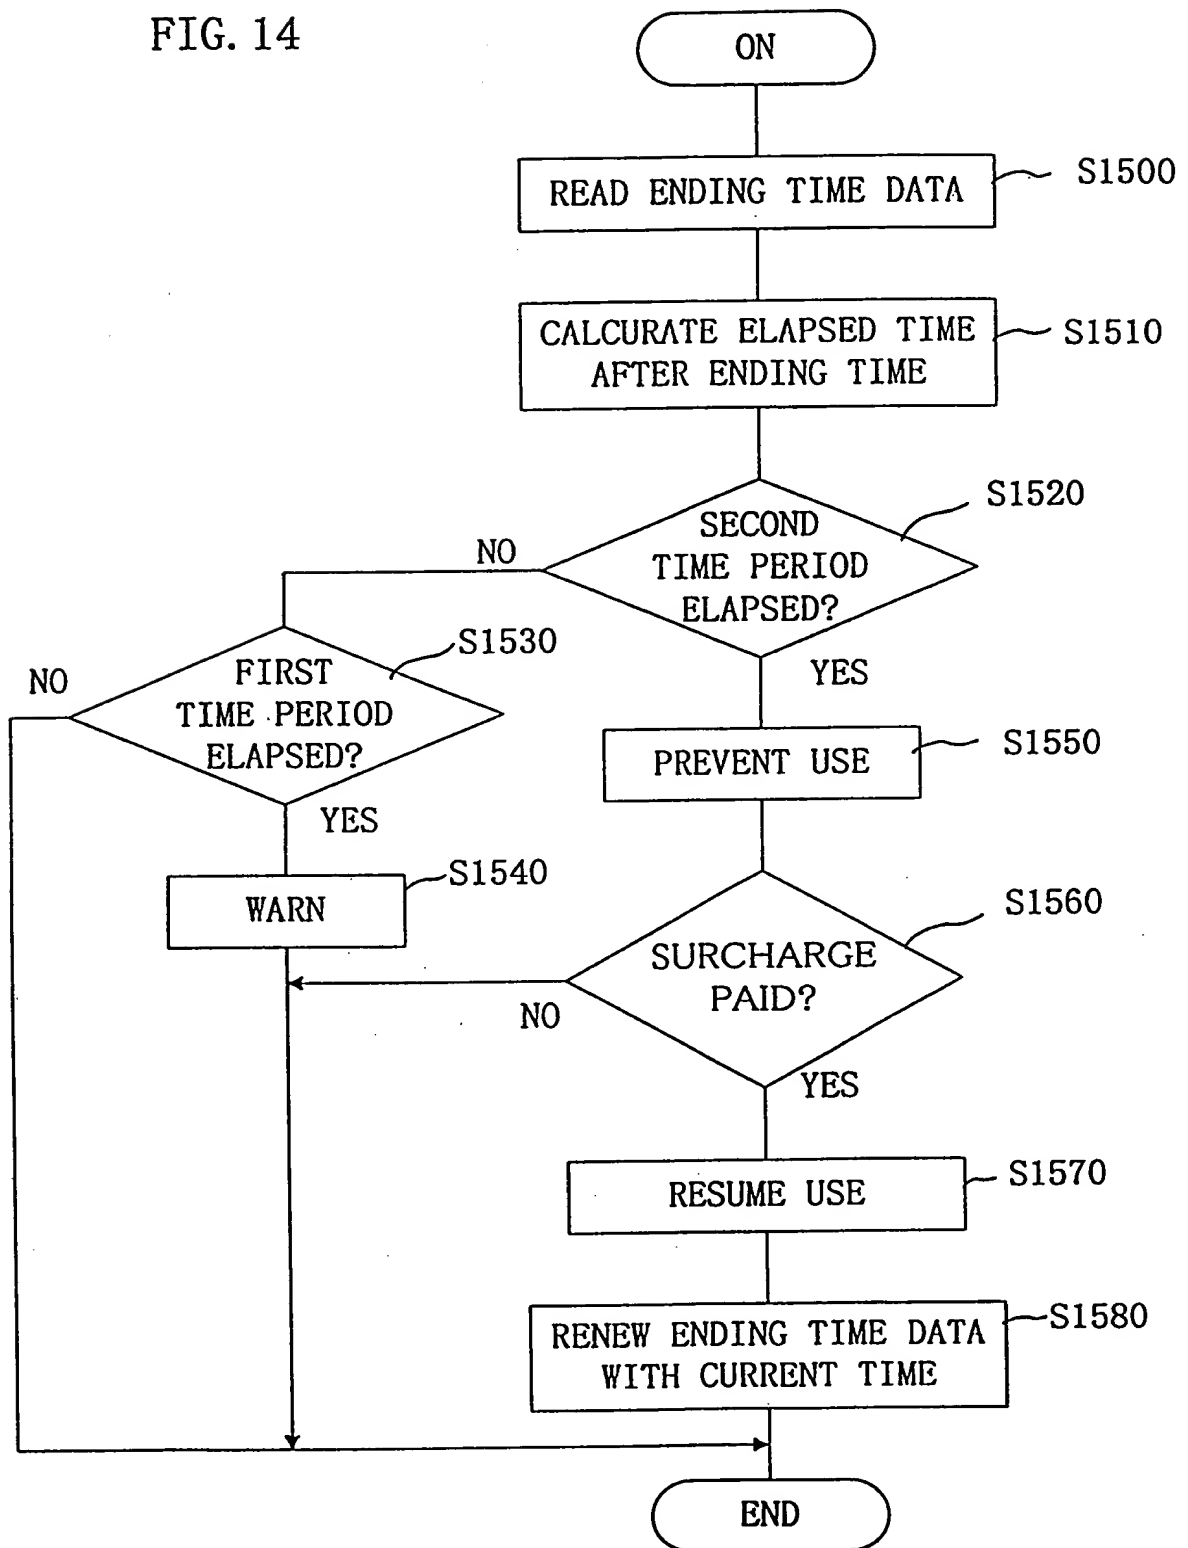 FIG. 14
ON
READ ENDING TIME DATA
S1500
CALCURATE ELAPSED TIME
AFTER ENDING TIME
S1510
SECOND
TIME PERIOD
ELAPSED?
S1520
NO
YES
FIRST
TIME PERIOD
ELAPSED?
S1530
NO
YES
WARN
S1540
PREVENT USE
S1550
SURCHARGE
PAID?
S1560
NO
YES
RESUME USE
S1570
RENEW ENDING TIME DATA
WITH CURRENT TIME
S1580
END